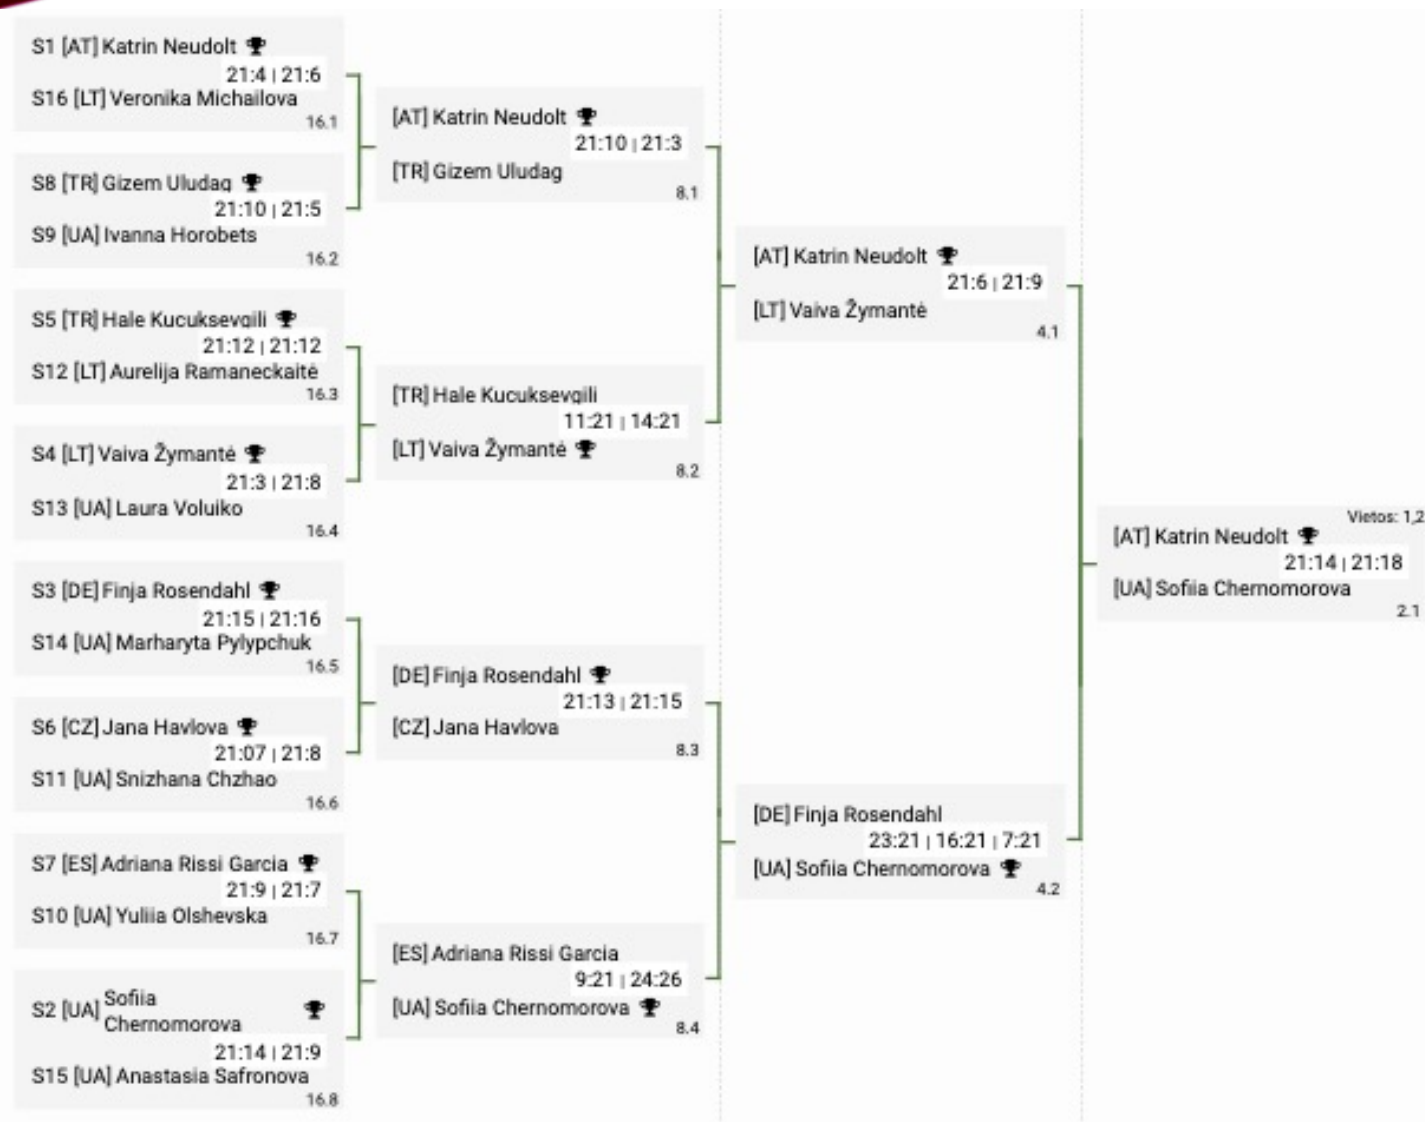 S1 [AT] Katrin Neudolt
21:4 | 21:6
S16 [LT] Veronika Michailova
16.1
S8 [TR] Gizem Uludag
21:10 | 21:5
S9 [UA] Ivanna Horobets
16.2
S5 [TR] Hale Kucuksevgili
21:12 | 21:12
S12 [LT] Aurelija Ramaneckaitė
16.3
S4 [LT] Vaiva Žymantė
21:3 | 21:8
S13 [UA] Laura Voluiko
16.4
S3 [DE] Finja Rosendahl
21:15 | 21:16
S14 [UA] Marharyta Pylypchuk
16.5
S6 [CZ] Jana Havlova
21:07 | 21:8
S11 [UA] Snizhana Chzhao
16.6
S7 [ES] Adriana Rissi Garcia
21:9 | 21:7
S10 [UA] Yuliia Olshevska
16.7
S2 [UA] Sofiia
Chernomorova
21:14 | 21:9
S15 [UA] Anastasia Safronova
16.8
[AT] Katrin Neudolt
21:10 | 21:3
[TR] Gizem Uludag
8.1
[TR] Hale Kucuksevgili
11:21 | 14:21
[LT] Vaiva Žymantė
8.2
[DE] Finja Rosendahl
21:13 | 21:15
[CZ] Jana Havlova
8.3
[ES] Adriana Rissi Garcia
9:21 | 24:26
[UA] Sofiia Chernomorova
8.4
[AT] Katrin Neudolt
21:6 | 21:9
[LT] Vaiva Žymantė
4.1
[DE] Finja Rosendahl
23:21 | 16:21 | 7:21
[UA] Sofiia Chernomorova
4.2
Vietos: 1,2
[AT] Katrin Neudolt
21:14 | 21:18
[UA] Sofiia Chernomorova
2.1